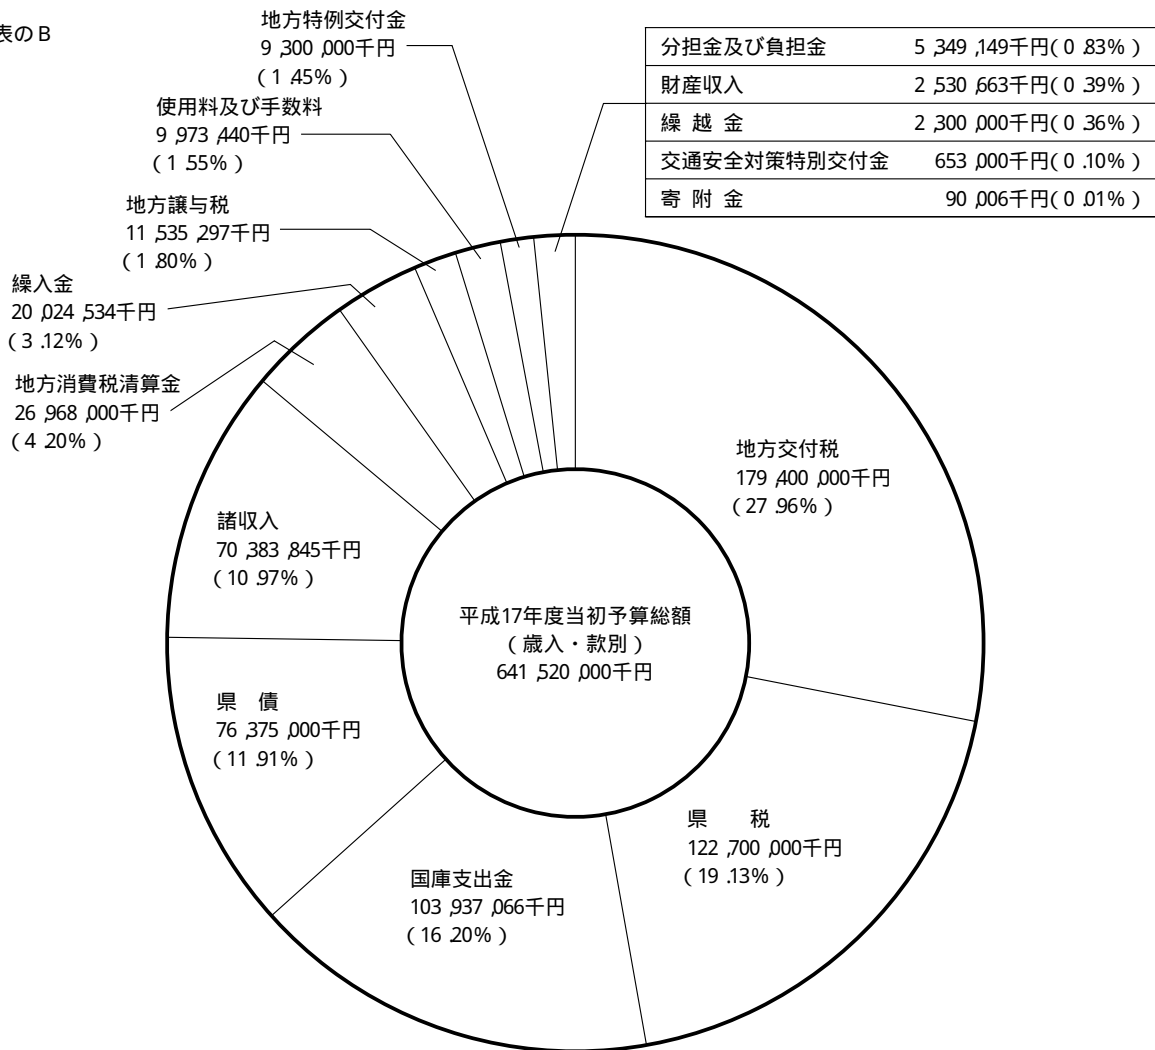 表のB
地方特例交付金
9,300,000千円
(1.45%)
分担金及び負担金 5,349,149千円(0.83%)
財産収入 2,530,663千円(0.39%)
繰越金 2,300,000千円(0.36%)
交通安全対策特別交付金 653,000千円(0.10%)
寄附金 90,006千円(0.01%)
使用料及び手数料
9,973,440千円
(1.55%)
地方譲与税
11,535,297千円
(1.80%)
繰入金
20,024,534千円
(3.12%)
地方消費税清算金
26,968,000千円
(4.20%)
地方交付税
179,400,000千円
(27.96%)
諸収入
70,383,845千円
(10.97%)
平成17年度当初予算総額
(歳入・款別)
641,520,000千円
県 債
76,375,000千円
(11.91%)
県 税
122,700,000千円
(19.13%)
国庫支出金
103,937,066千円
(16.20%)